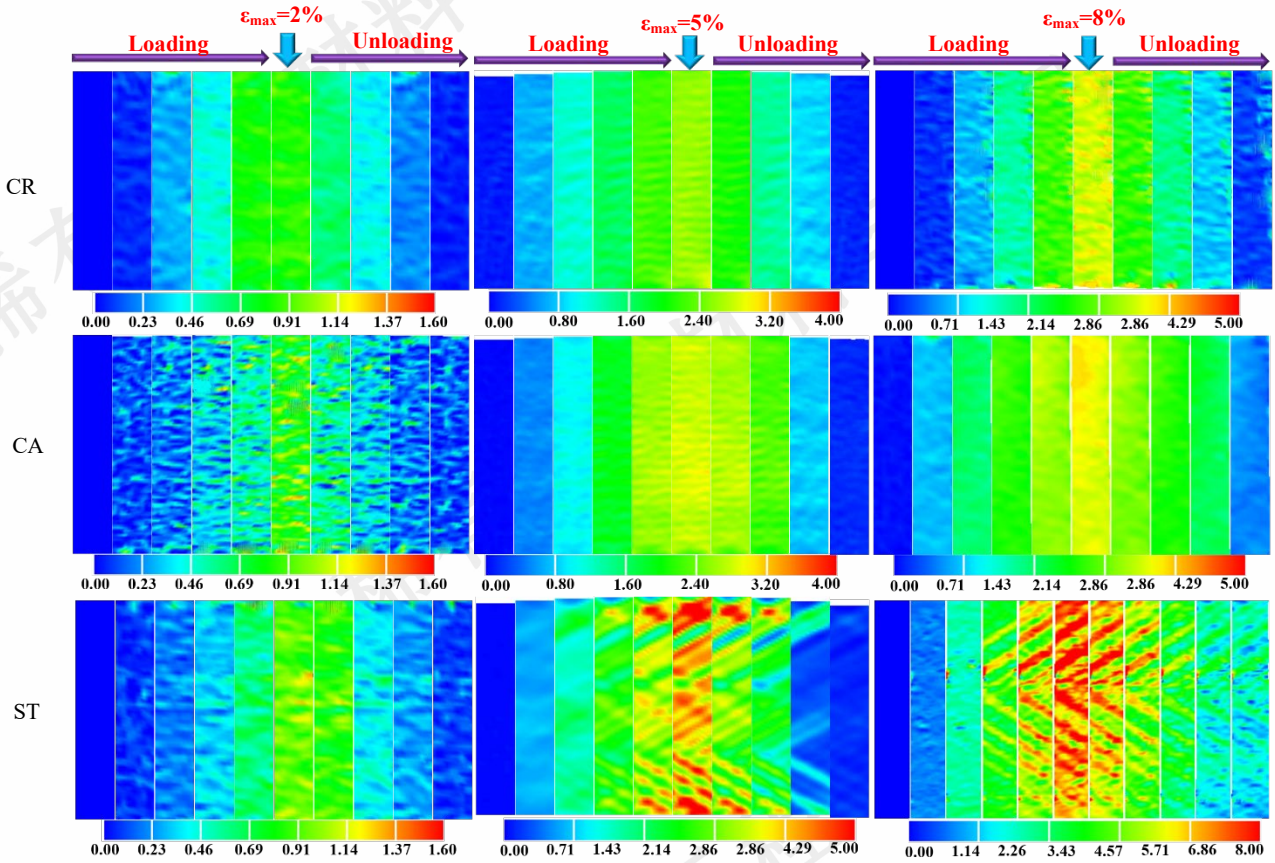 εmax=2%
Loading
Unloading
εmax=5%
Loading
Unloading
εmax=8%
Loading
Unloading
CR
0.00 0.23 0.46 0.69 0.91 1.14 1.37 1.60
0.00 0.80 1.60 2.40 3.20 4.00
0.00 0.71 1.43 2.14 2.86 2.86 4.29 5.00
CA
0.00 0.23 0.46 0.69 0.91 1.14 1.37 1.60
0.00 0.80 1.60 2.40 3.20 4.00
0.00 0.71 1.43 2.14 2.86 2.86 4.29 5.00
ST
0.00 0.23 0.46 0.69 0.91 1.14 1.37 1.60
0.00 0.71 1.43 2.14 2.86 2.86 4.29 5.00
0.00 1.14 2.26 3.43 4.57 5.71 6.86 8.00